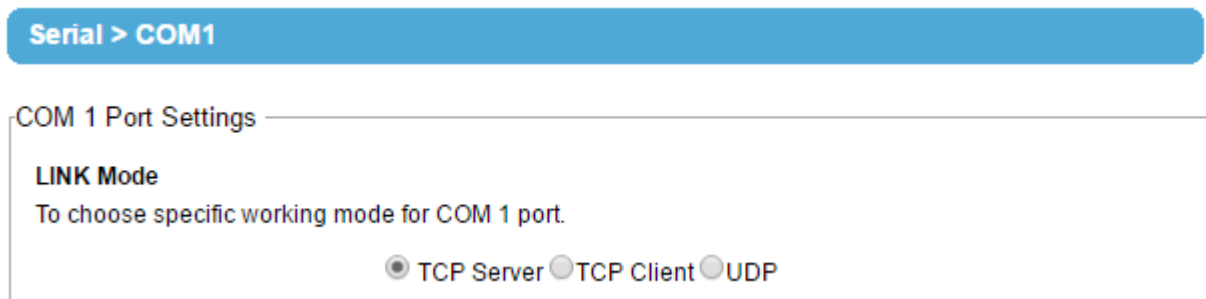 Serial > COM1
COM 1 Port Settings
LINK Mode
To choose specific working mode for COM 1 port.
TCP Server TCP Client UDP